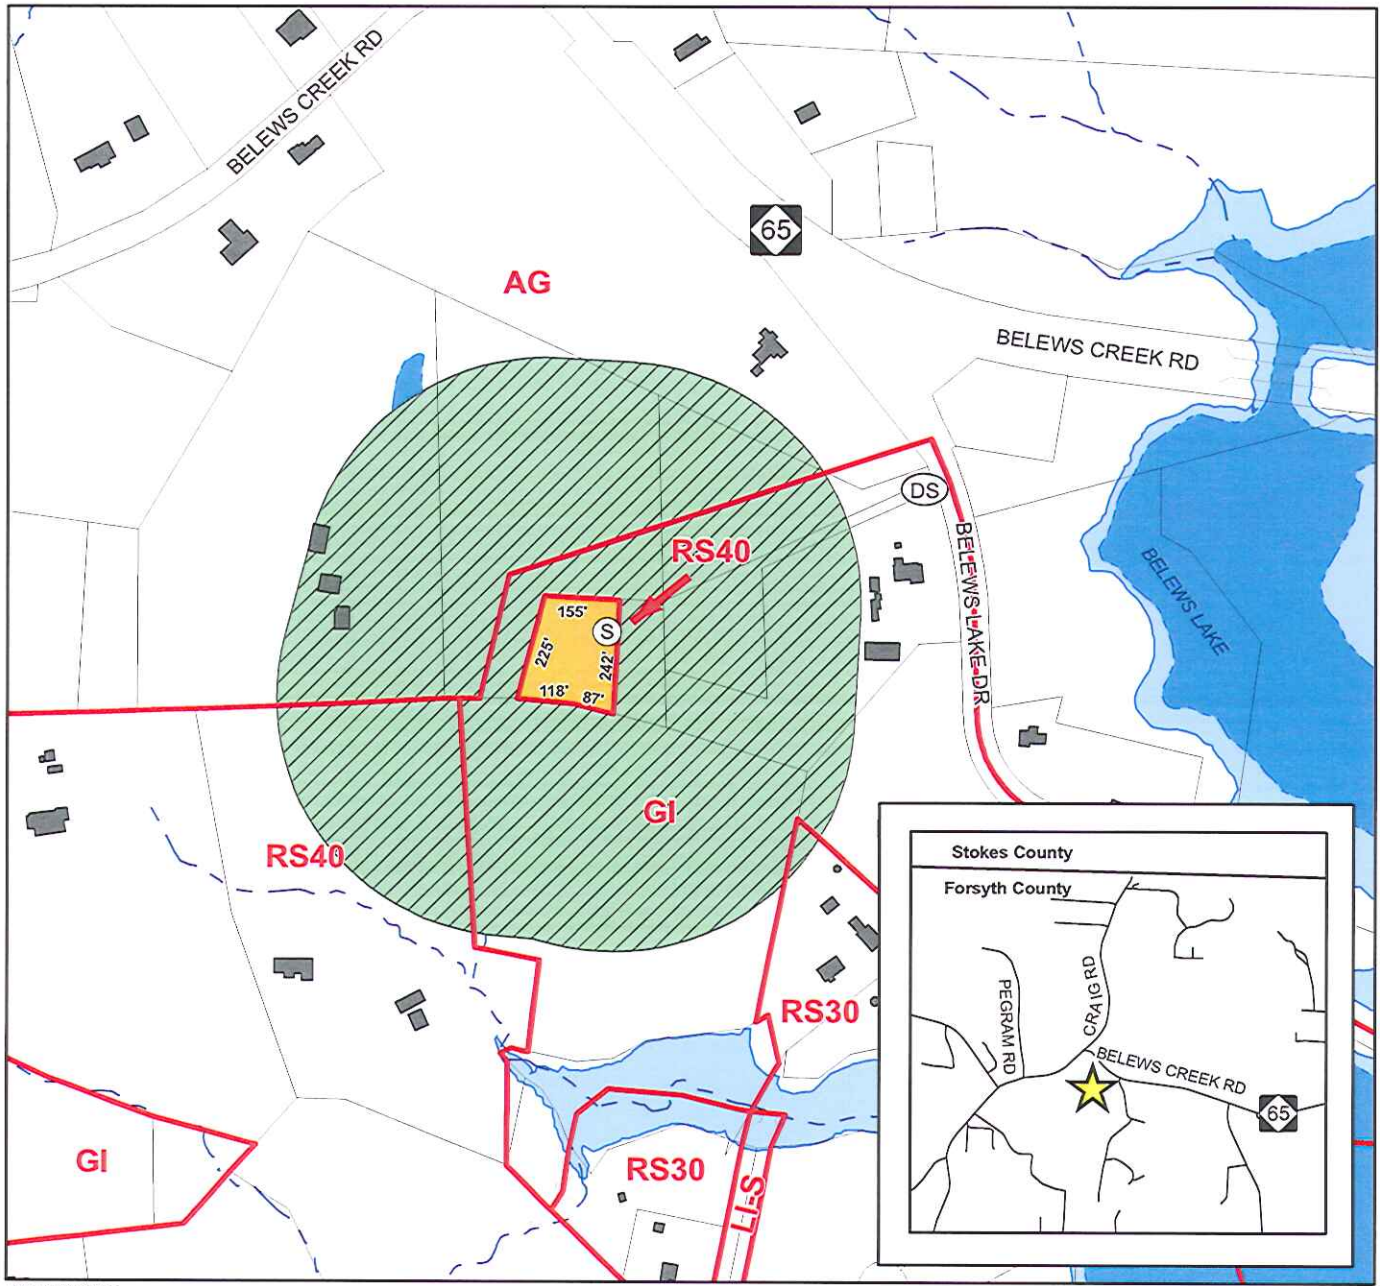 BELEWS CREEK RD
65
AG
BELEWS CREEK RD
DS
RS40
BELEWS LAKE DR
BELEWS LAKE
155'
S
225'
242'
118'
87'
GI
RS40
RS30
GI
RS30
LI-S
Stokes County
Forsyth County
PEGRAM RD
CRAIG RD
BELEWS CREEK RD
65